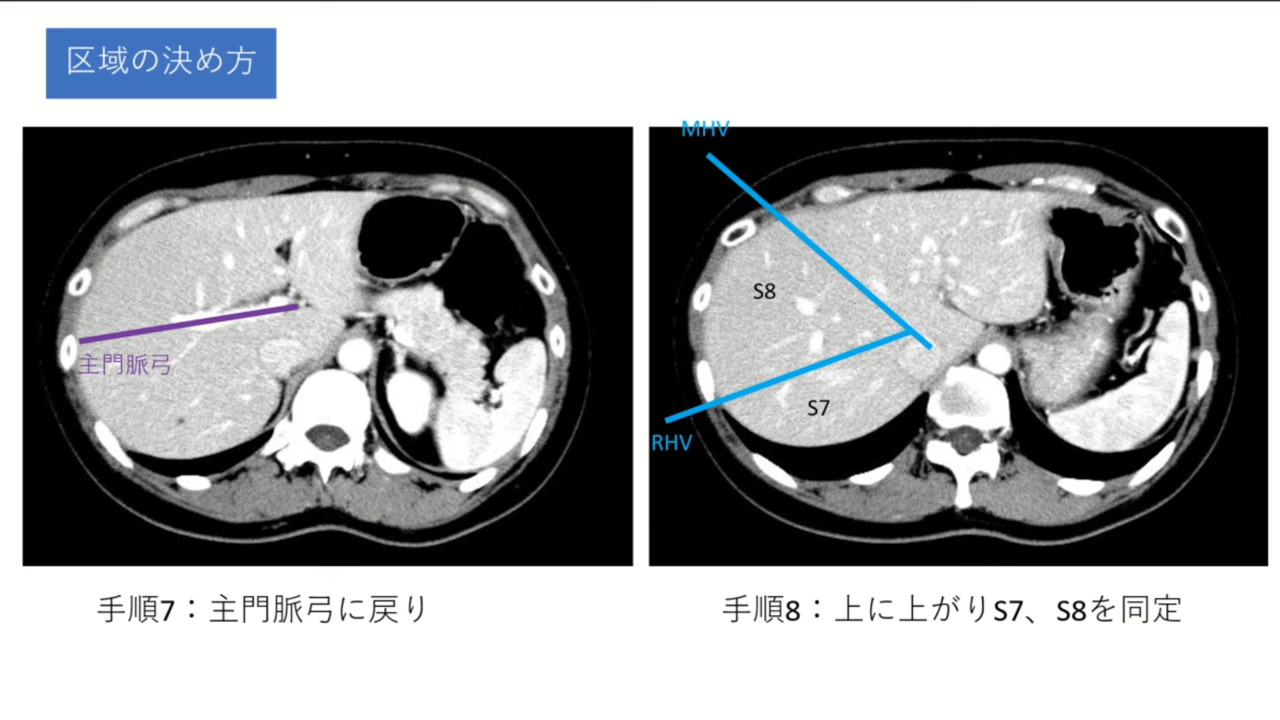 区域の決め方
主門脈弓
MHV
S8
S7
RHV
手順7：主門脈弓に戻り
手順8：上に上がりS7、S8を同定